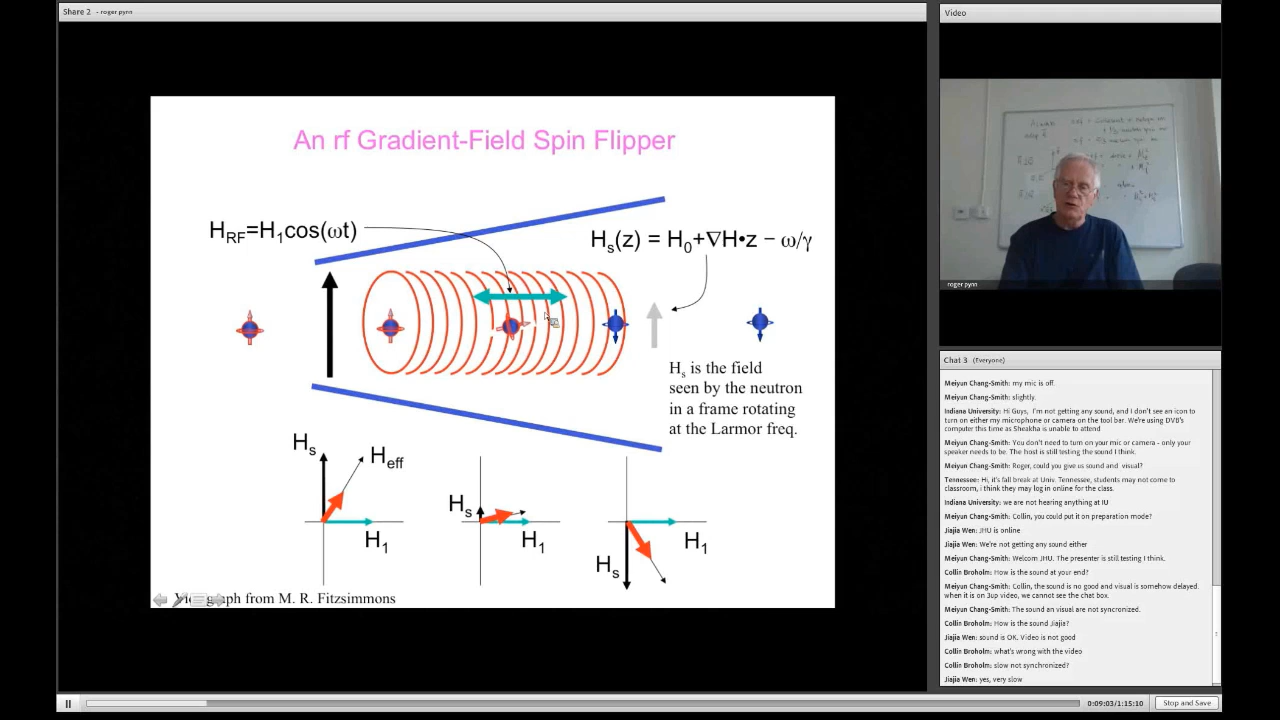 Share 2 - roger pynn
An rf Gradient-Field Spin Flipper
HRF=H1cos(ωt)
Hs(z) = H0+∇H•z – ω/γ
Hs is the field
seen by the neutron
in a frame rotating
at the Larmor freq.
Hs
Heff
H1
Hs
H1
Hs
H1
graph from M. R. Fitzsimmons
Video
roger pynn
Chat 3 (Everyone)
Meiyun Chang-Smith: my mic is off.
Meiyun Chang-Smith: slightly.
Indiana University: Hi Guys, I'm not getting any sound, and I don't see an icon to
turn on either my microphone or camera on the tool bar. We're using DVB's
computer this time as Sheakha is unable to attend
Meiyun Chang-Smith: You don't need to turn on your mic or camera - only your
speaker needs to be. The host is still testing the sound I think.
Meiyun Chang-Smith: Roger, could you give us sound and visual?
Tennessee: Hi, it's fall break at Univ. Tennessee, students may not come to
classroom, i think they may log in online for the class.
Indiana University: we are not hearing anything at IU
Meiyun Chang-Smith: Collin, you could put it on preparation mode?
Jiajia Wen: JHU is online
Jiajia Wen: We're not getting any sound either
Meiyun Chang-Smith: Welcom JHU. The presenter is still testing I think.
Collin Broholm: How is the sound at your end?
Meiyun Chang-Smith: Collin, the sound is no good and visual is somehow delayed.
when it is on 3up video, we cannot see the chat box.
Meiyun Chang-Smith: The sound an visual are not syncronized.
Collin Broholm: How is the sound Jiajia?
Jiajia Wen: sound is OK. Video is not good
Collin Broholm: what's wrong with the video
Collin Broholm: slow not synchronized?
Jiajia Wen: yes, very slow
0:09:03/1:15:10
Stop and Save